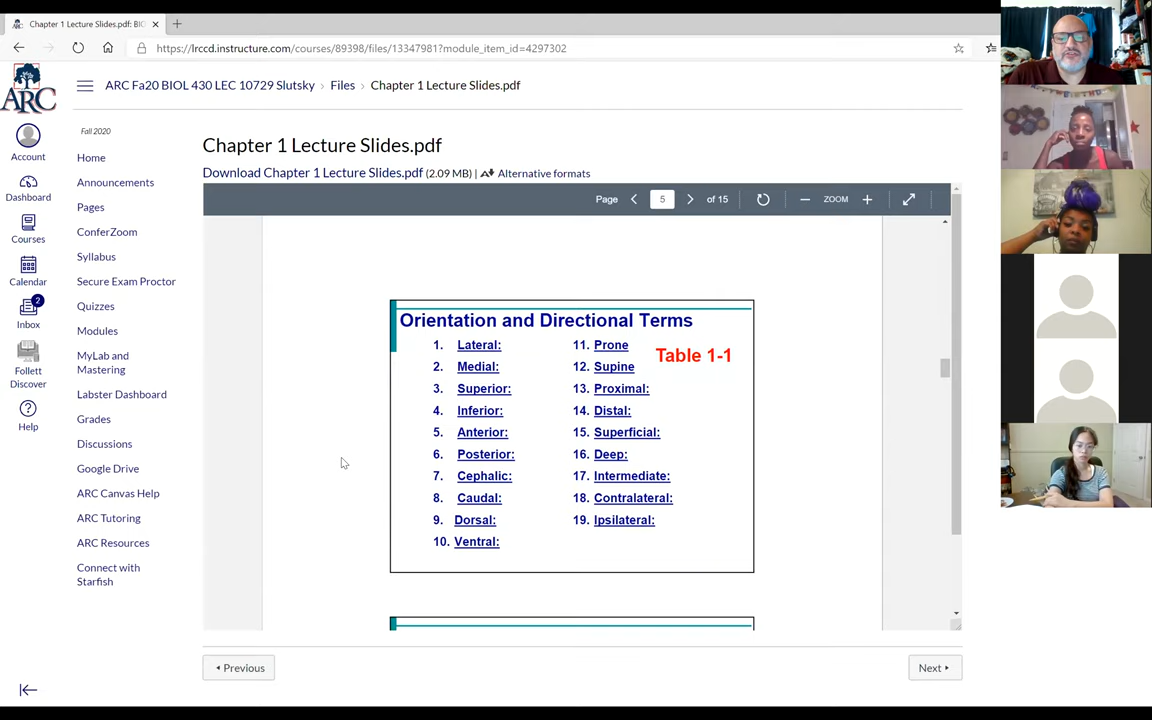 Chapter 1 Lecture Slides.pdf: BIO
https://lrccd.instructure.com/courses/89398/files/13347981?module_item_id=4297302
ARC
ARC Fa20 BIOL 430 LEC 10729 Slutsky › Files › Chapter 1 Lecture Slides.pdf
Account
Dashboard
Courses
Calendar
2
Inbox
Follett
Discover
Help
Fall 2020
Home
Announcements
Pages
ConferZoom
Syllabus
Secure Exam Proctor
Quizzes
Modules
MyLab and
Mastering
Labster Dashboard
Grades
Discussions
Google Drive
ARC Canvas Help
ARC Tutoring
ARC Resources
Connect with
Starfish
Chapter 1 Lecture Slides.pdf
Download Chapter 1 Lecture Slides.pdf (2.09 MB) | Alternative formats
Page 5 of 15 ZOOM
Orientation and Directional Terms
Table 1-1
1. Lateral:
2. Medial:
3. Superior:
4. Inferior:
5. Anterior:
6. Posterior:
7. Cephalic:
8. Caudal:
9. Dorsal:
10. Ventral:
11. Prone
12. Supine
13. Proximal:
14. Distal:
15. Superficial:
16. Deep:
17. Intermediate:
18. Contralateral:
19. Ipsilateral:
Previous
Next